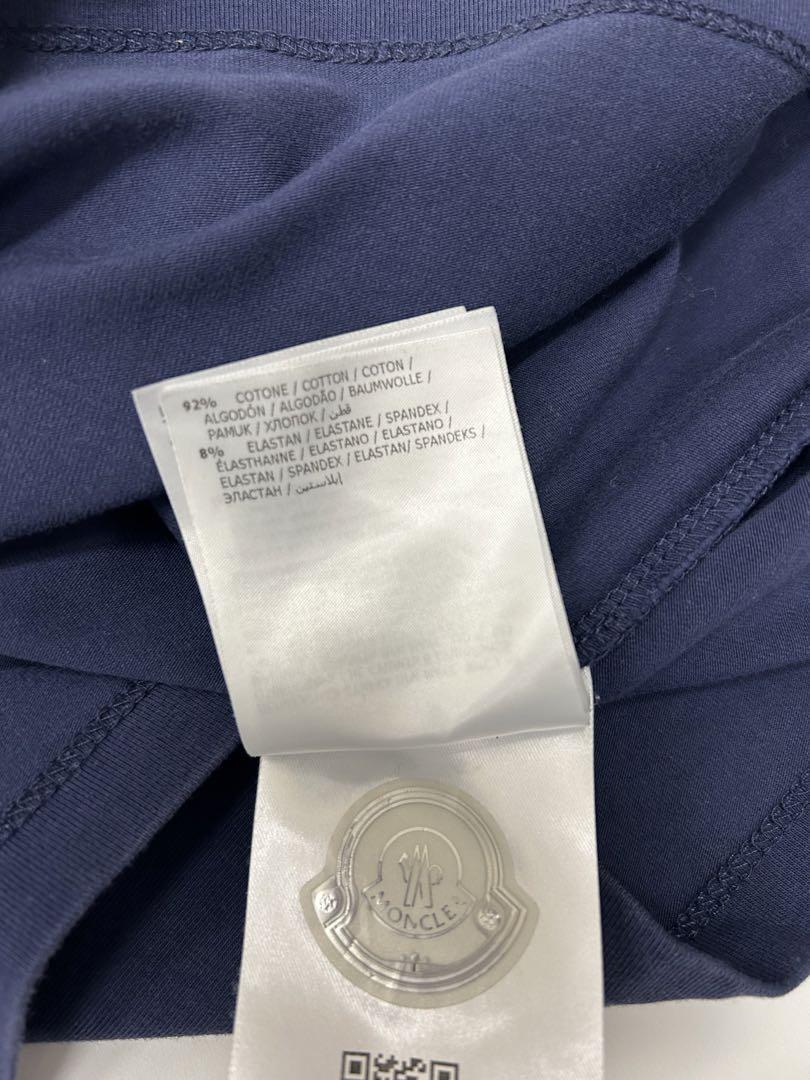 92% COTONE / COTTON / COTON /
ALGODÓN / ALGODÃO / BAUMWOLLE /
PAMUK / ХЛОПОК / قطن
8% ELASTAN / ELASTANE / SPANDEX /
ÉLASTHANNE / ELASTANO / ELASTANO /
ELASTAN / SPANDEX / ELASTAN/ SPANDEKS /
ЭЛАСТАН / إيلاستين
MONCLER